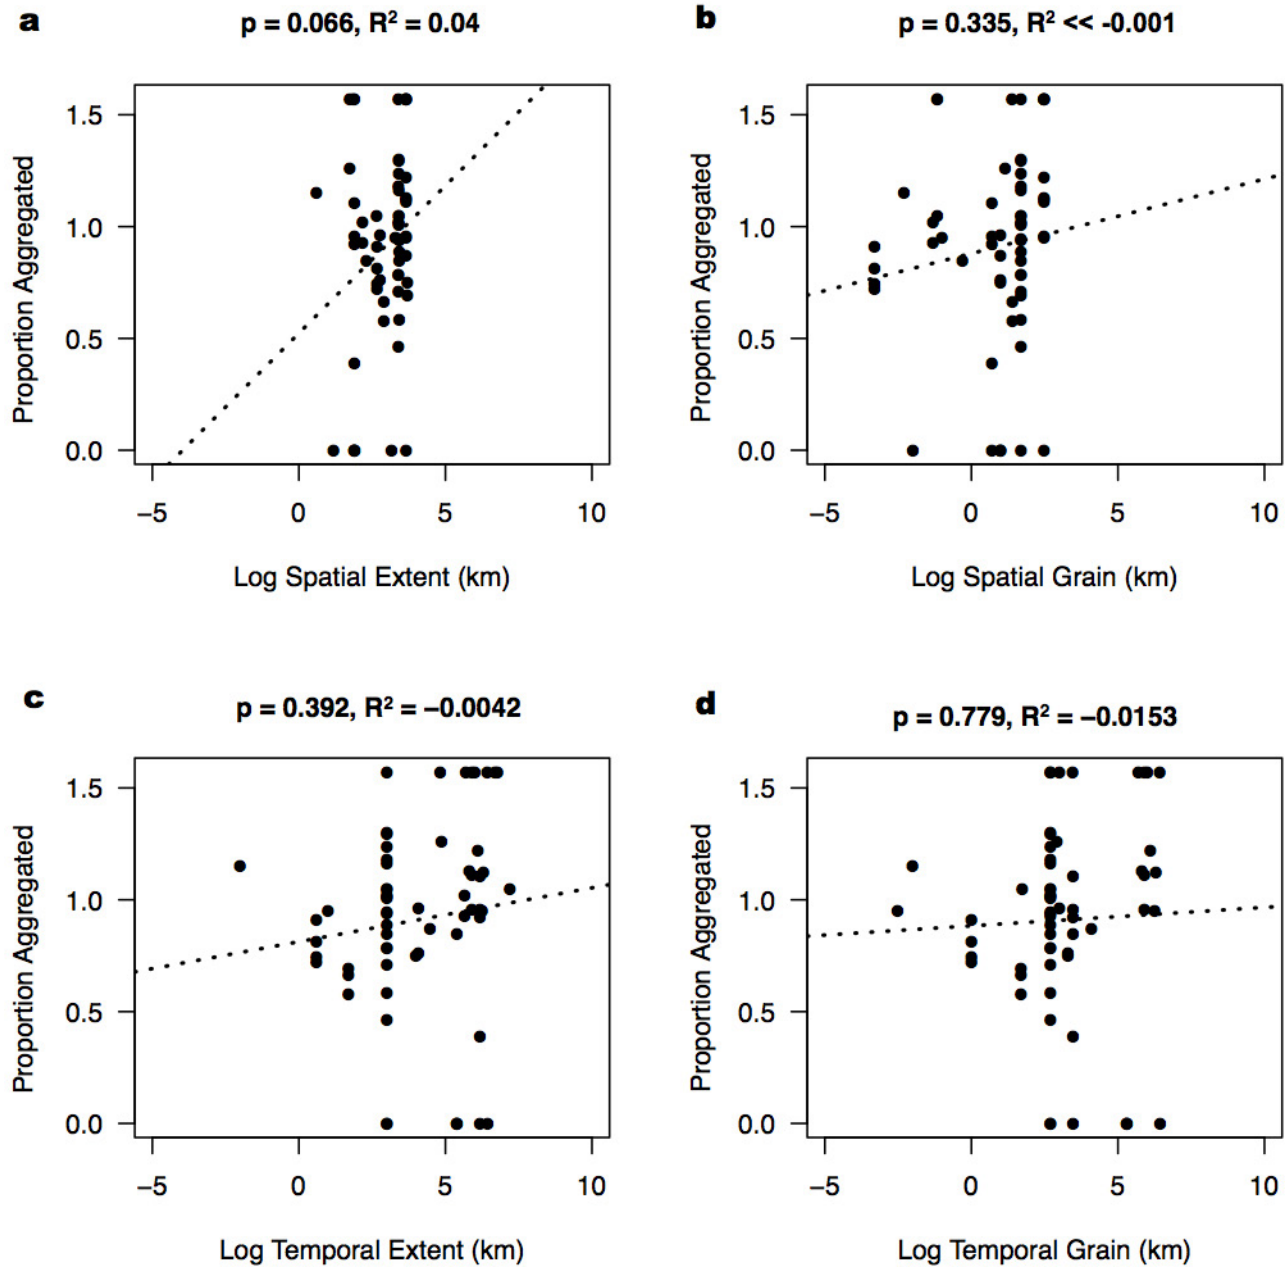 a
p = 0.066, R² = 0.04
1.5
1.0
0.5
0.0
Proportion Aggregated
−5 0 5 10
Log Spatial Extent (km)
b
p = 0.335, R² << -0.001
1.5
1.0
0.5
0.0
Proportion Aggregated
−5 0 5 10
Log Spatial Grain (km)
c
p = 0.392, R² = −0.0042
1.5
1.0
0.5
0.0
Proportion Aggregated
−5 0 5 10
Log Temporal Extent (km)
d
p = 0.779, R² = −0.0153
1.5
1.0
0.5
0.0
Proportion Aggregated
−5 0 5 10
Log Temporal Grain (km)